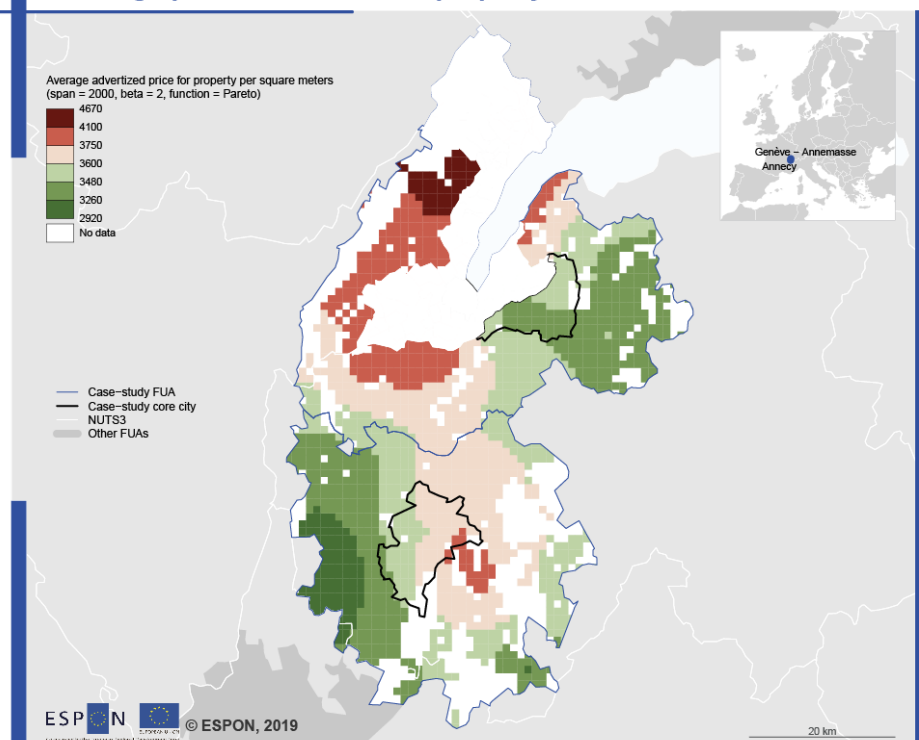 Average advertized price for property per square meters
(span = 2000, beta = 2, function = Pareto)
4670
4100
3750
3600
3480
3260
2920
No data
Genève – Annemasse
Annecy
Case–study FUA
Case–study core city
NUTS3
Other FUAs
ESPON
© ESPON, 2019
20 km